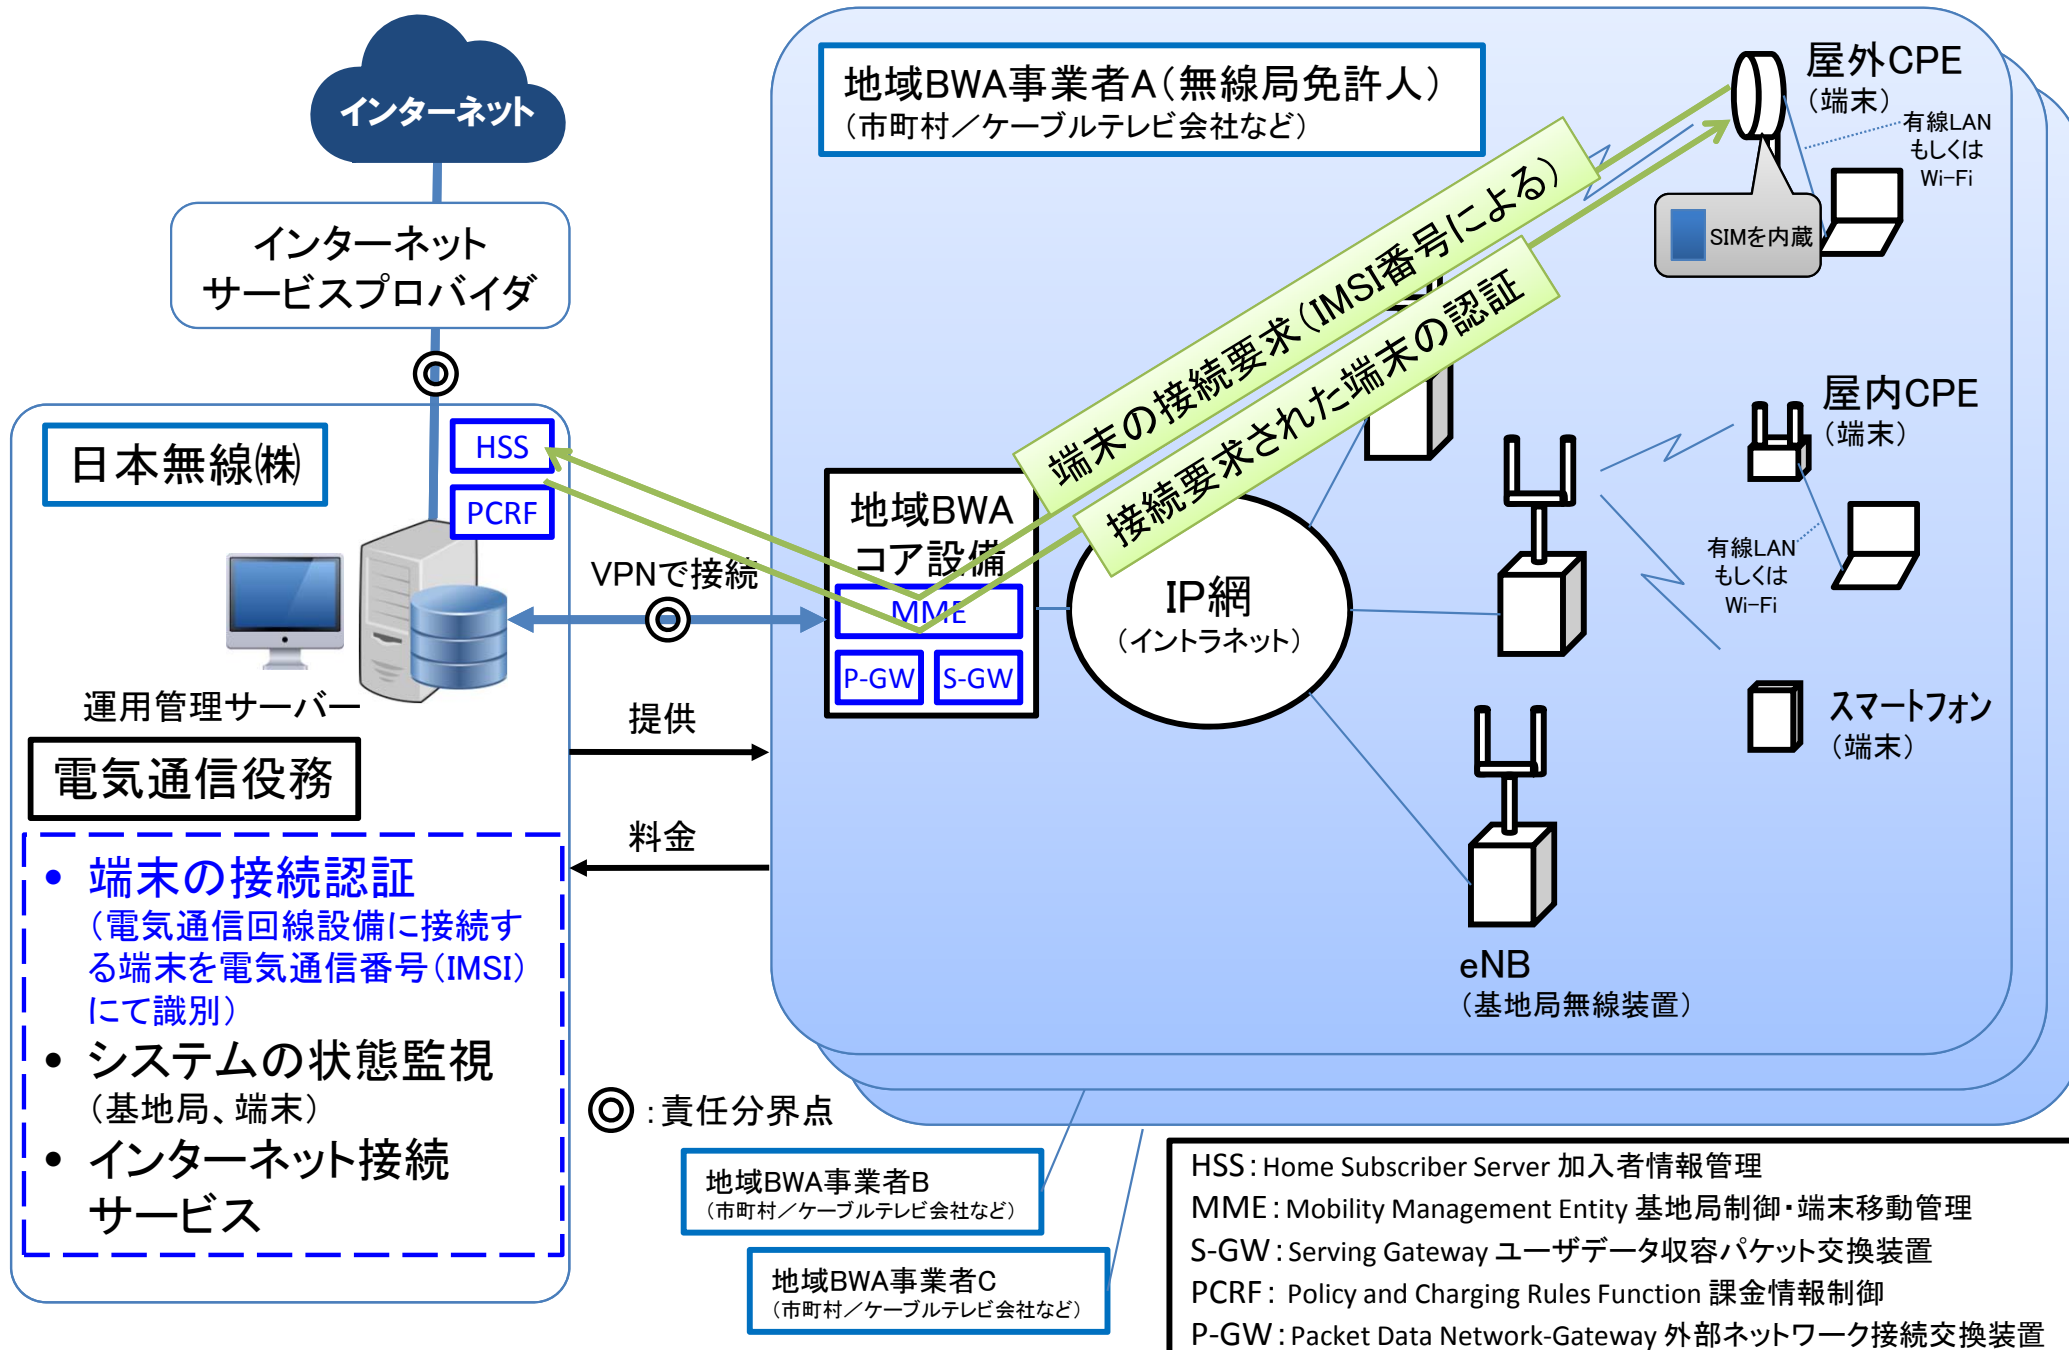 インターネット
インターネット
サービスプロバイダ
日本無線㈱
HSS
PCRF
運用管理サーバー
電気通信役務
• 端末の接続認証
（電気通信回線設備に接続す
る端末を電気通信番号（IMSI）
にて識別）
• システムの状態監視
（基地局、端末）
• インターネット接続
サービス
VPNで接続
提供
料金
：責任分界点
地域BWA事業者A（無線局免許人）
（市町村／ケーブルテレビ会社など）
地域BWA
コア設備
MME
P-GW
S-GW
IP網
（イントラネット）
端末の接続要求（IMSI番号による）
接続要求された端末の認証
屋外CPE
（端末）
有線LAN
もしくは
Wi-Fi
SIMを内蔵
屋内CPE
（端末）
有線LAN
もしくは
Wi-Fi
スマートフォン
（端末）
eNB
（基地局無線装置）
地域BWA事業者B
（市町村／ケーブルテレビ会社など）
地域BWA事業者C
（市町村／ケーブルテレビ会社など）
HSS：Home Subscriber Server 加入者情報管理
MME：Mobility Management Entity 基地局制御・端末移動管理
S-GW：Serving Gateway ユーザデータ収容パケット交換装置
PCRF： Policy and Charging Rules Function 課金情報制御
P-GW：Packet Data Network-Gateway 外部ネットワーク接続交換装置